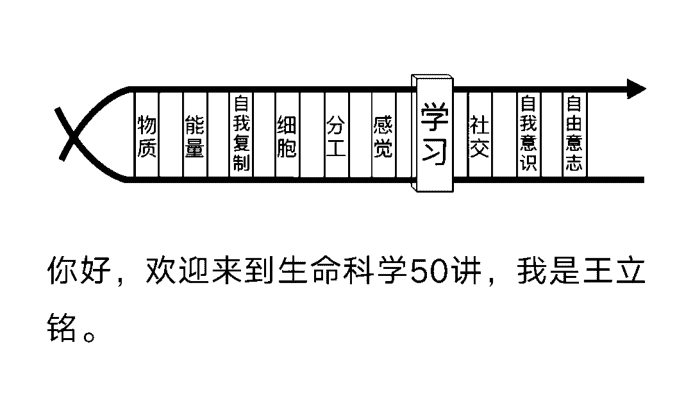 物质
能量
自我复制
细胞
分工
感觉
学习
社交
自我意识
自由意志
你好，欢迎来到生命科学50讲，我是王立
铭。